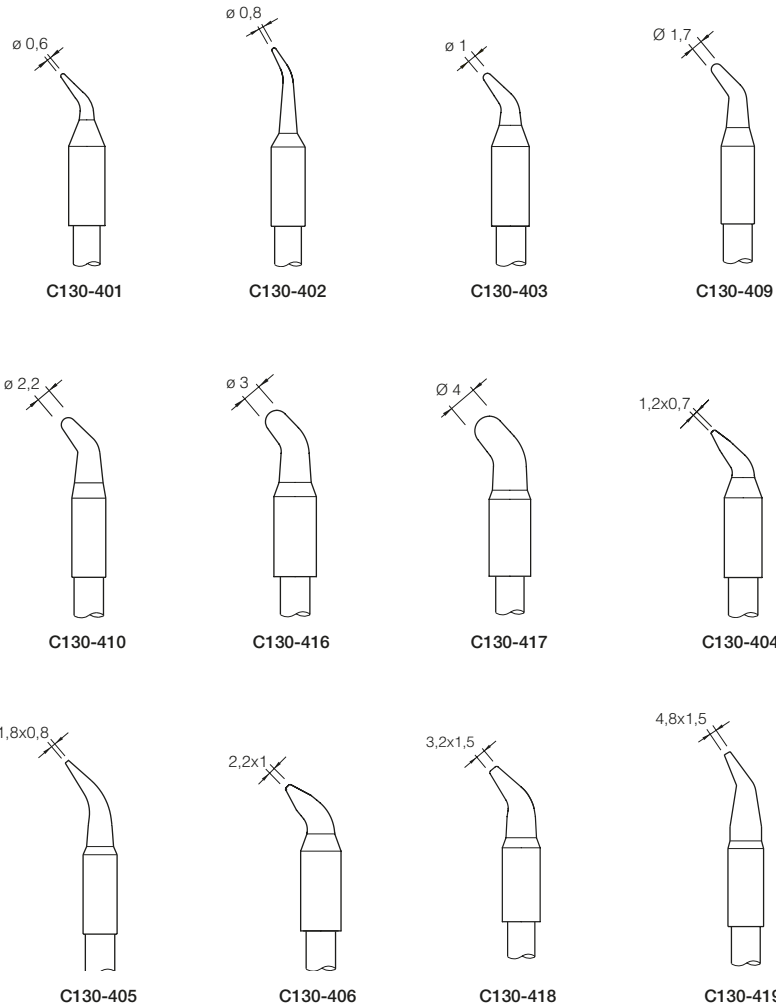 ø 0,6
ø 0,8
ø 1
Ø 1,7
C130-401
C130-402
C130-403
C130-409
ø 2,2
ø 3
Ø 4
1,2x0,7
C130-410
C130-416
C130-417
C130-404
1,8x0,8
2,2x1
3,2x1,5
4,8x1,5
C130-405
C130-406
C130-418
C130-419